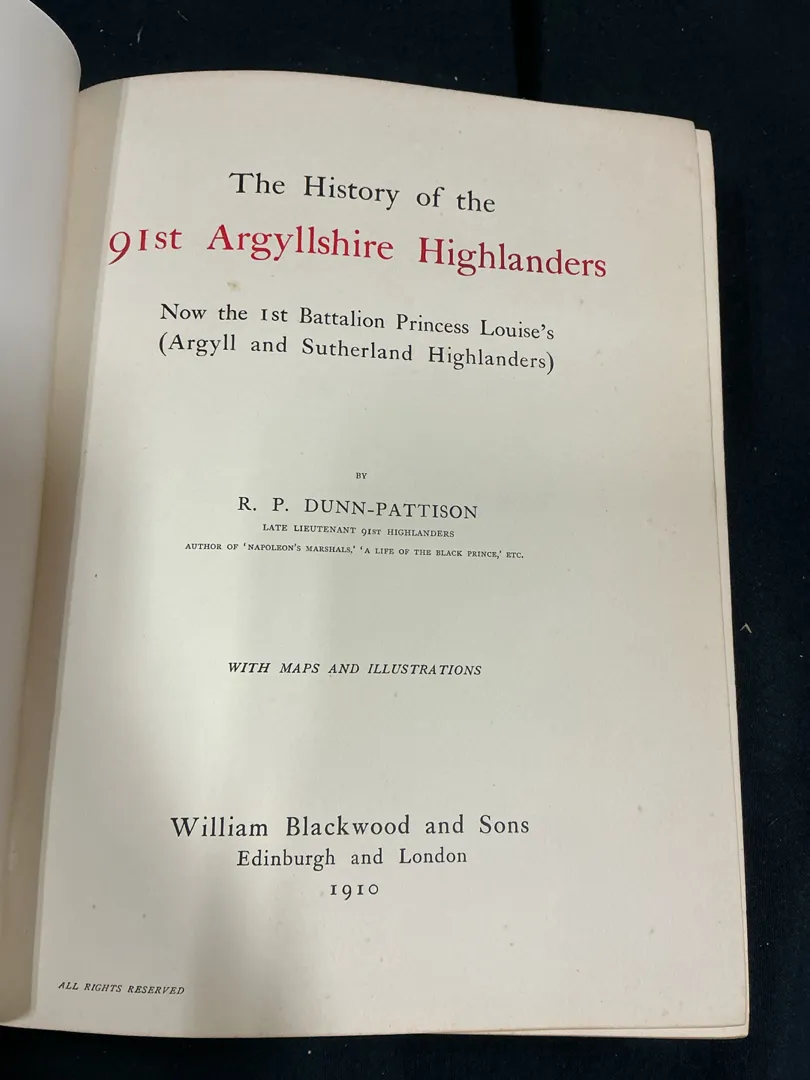 The History of the
91st Argyllshire Highlanders
Now the 1st Battalion Princess Louise's
(Argyll and Sutherland Highlanders)
BY
R. P. DUNN-PATTISON
LATE LIEUTENANT 91ST HIGHLANDERS
AUTHOR OF 'NAPOLEON'S MARSHALS,' 'A LIFE OF THE BLACK PRINCE,' ETC.
WITH MAPS AND ILLUSTRATIONS
William Blackwood and Sons
Edinburgh and London
1910
ALL RIGHTS RESERVED